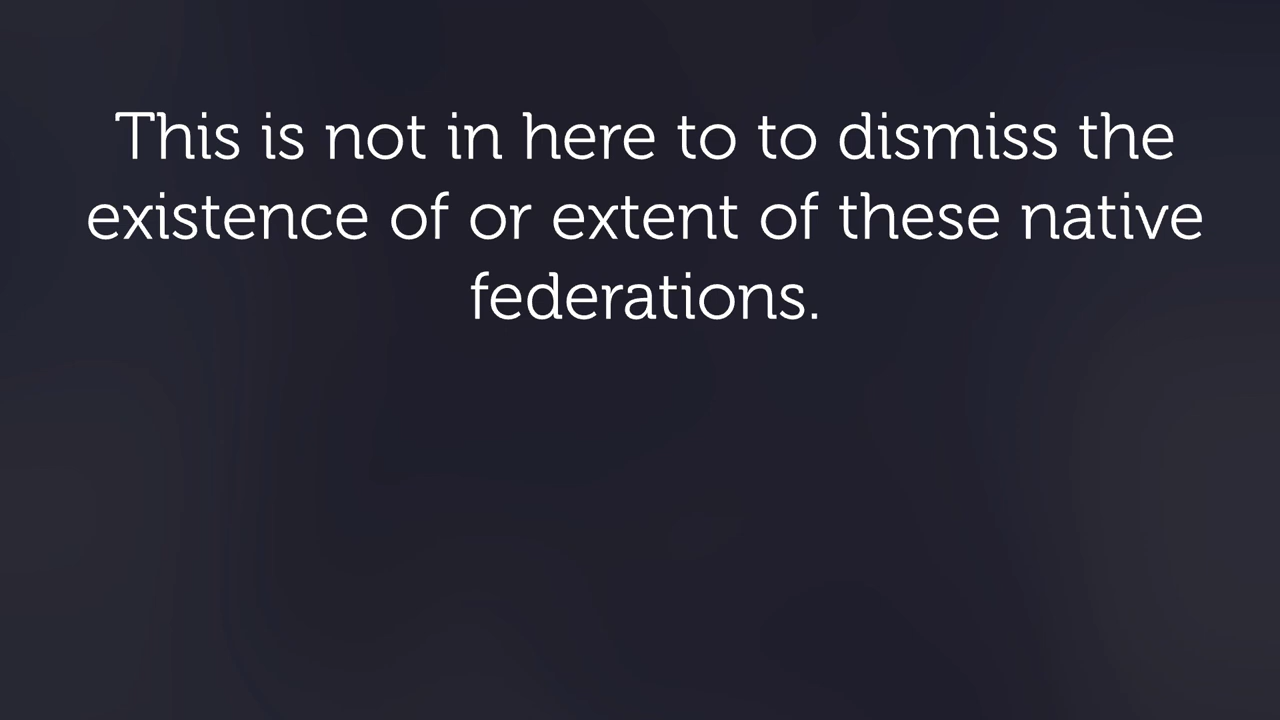 This is not in here to to dismiss the
existence of or extent of these native
federations.